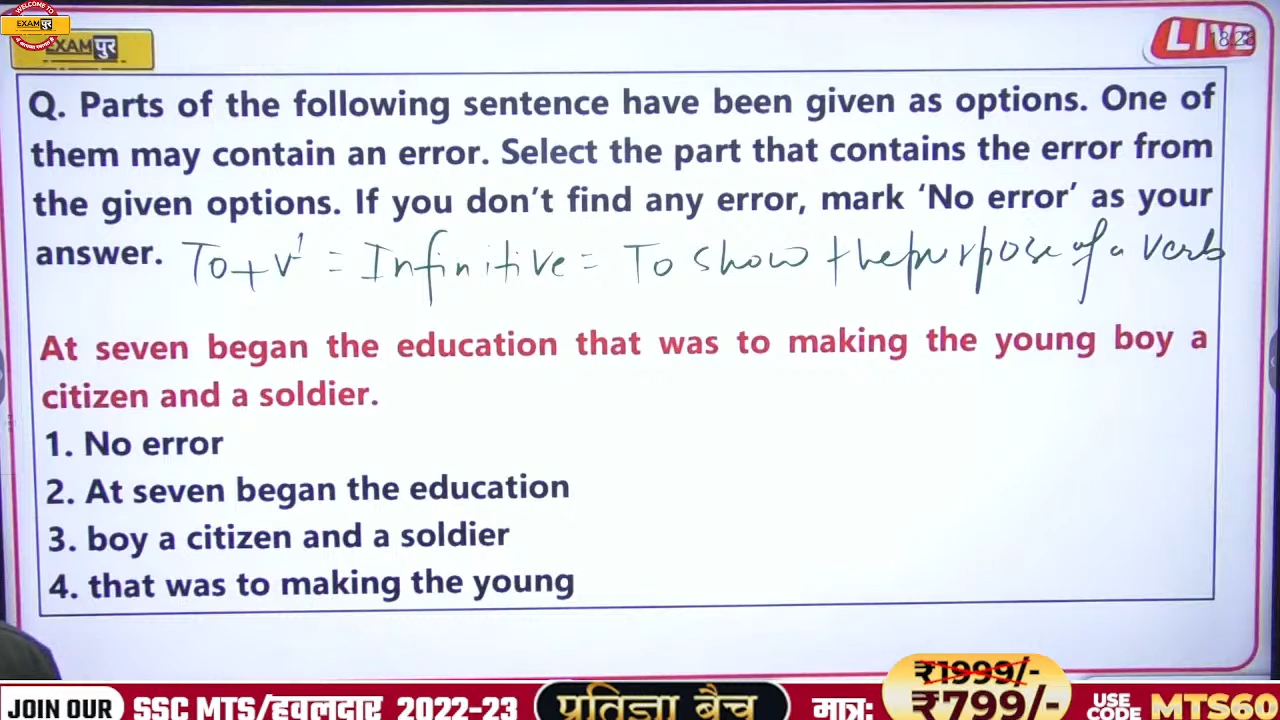 WELCOME TO
EXAMपुर
EXAMपुर
LIVE
Q. Parts of the following sentence have been given as options. One of
them may contain an error. Select the part that contains the error from
the given options. If you don't find any error, mark 'No error' as your
answer. To + V¹ = Infinitive = To show the purpose of a verb
At seven began the education that was to making the young boy a
citizen and a soldier.
1. No error
2. At seven began the education
3. boy a citizen and a soldier
4. that was to making the young
JOIN OUR SSC MTS/हवलदार 2022-23 प्रतिज्ञा बैच मात्र: ₹1999/- ₹799/- USE CODE MTS60